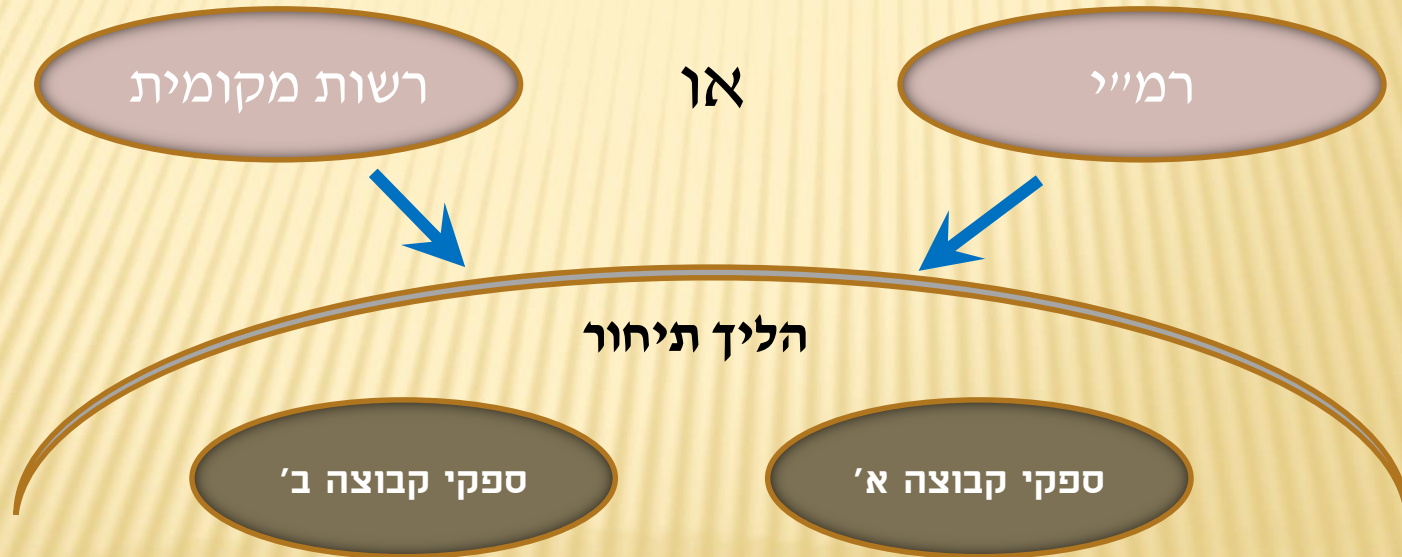 רמ"י
או
רשות מקומית
הליך תיחור
ספקי קבוצה א'
ספקי קבוצה ב'